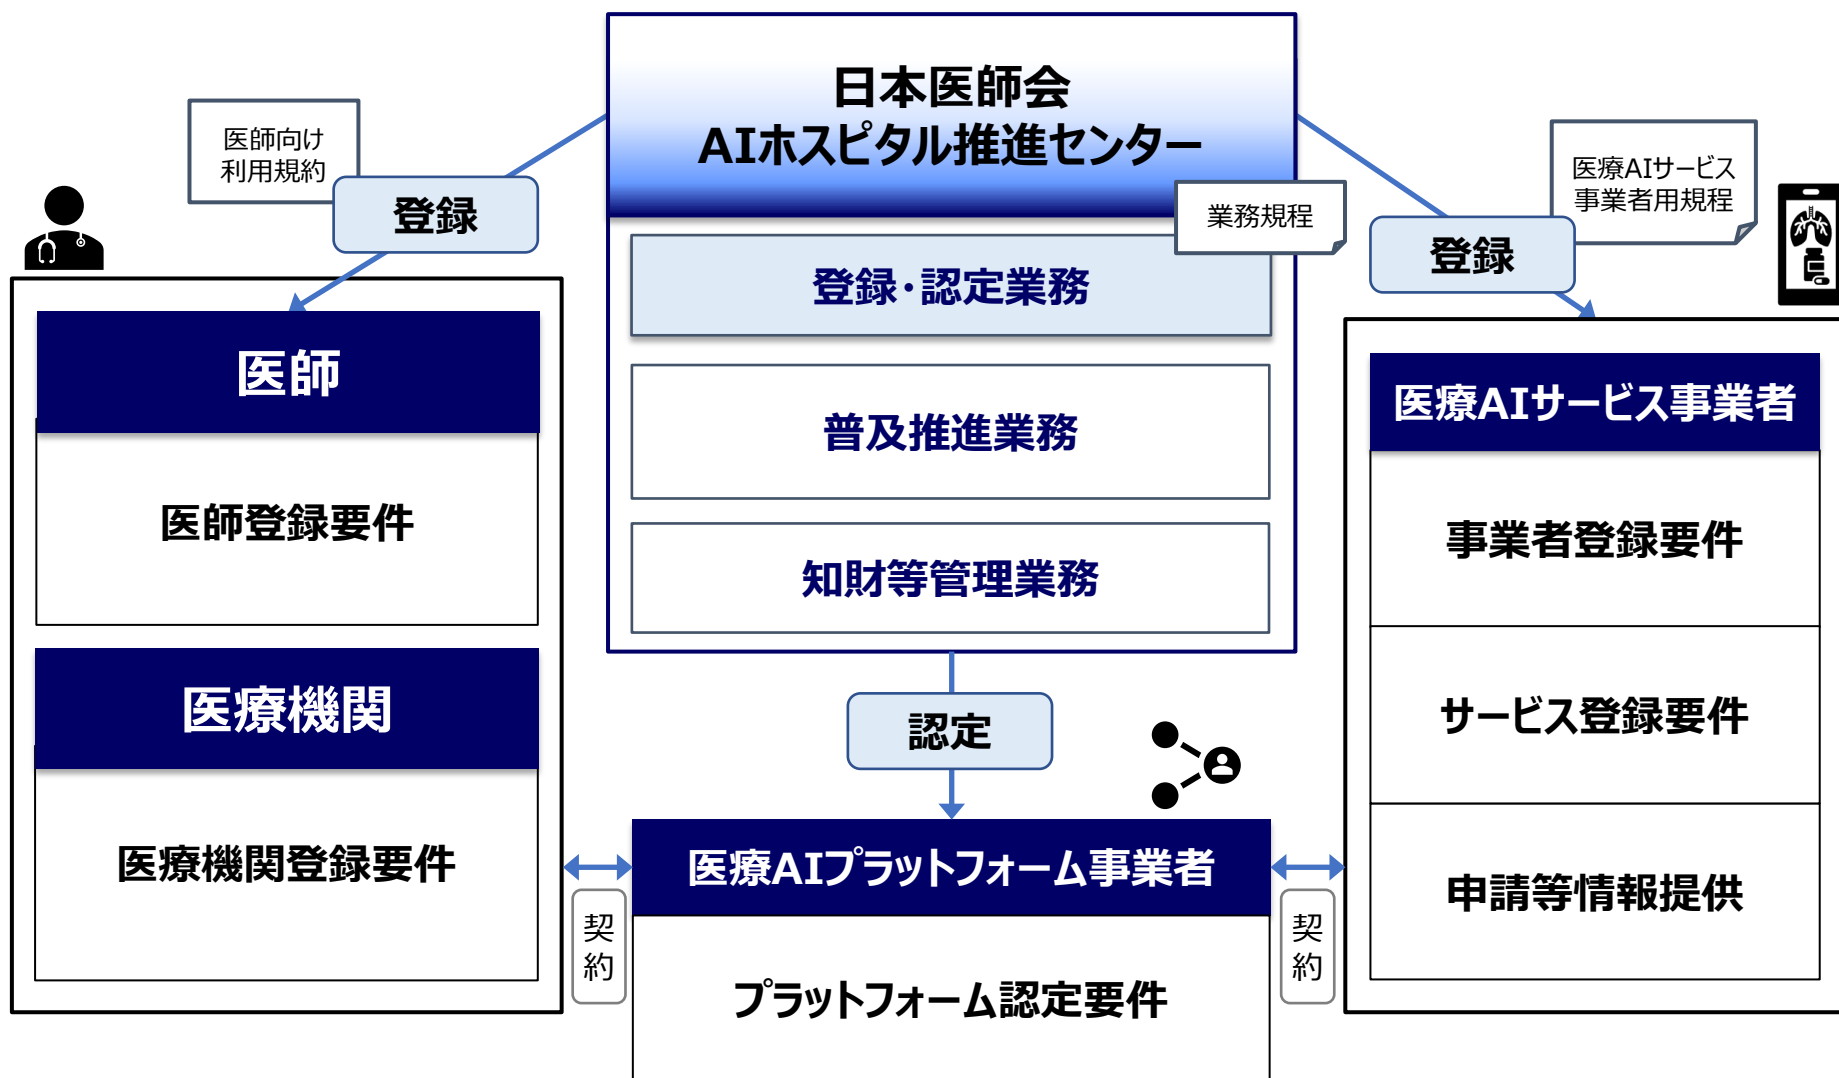 日本医師会
AIホスピタル推進センター
業務規程
登録・認定業務
普及推進業務
知財等管理業務
医師向け
利用規約
登録
医師
医師登録要件
医療機関
医療機関登録要件
医療AIサービス
事業者用規程
登録
医療AIサービス事業者
事業者登録要件
サービス登録要件
申請等情報提供
認定
医療AIプラットフォーム事業者
プラットフォーム認定要件
契
約
契
約